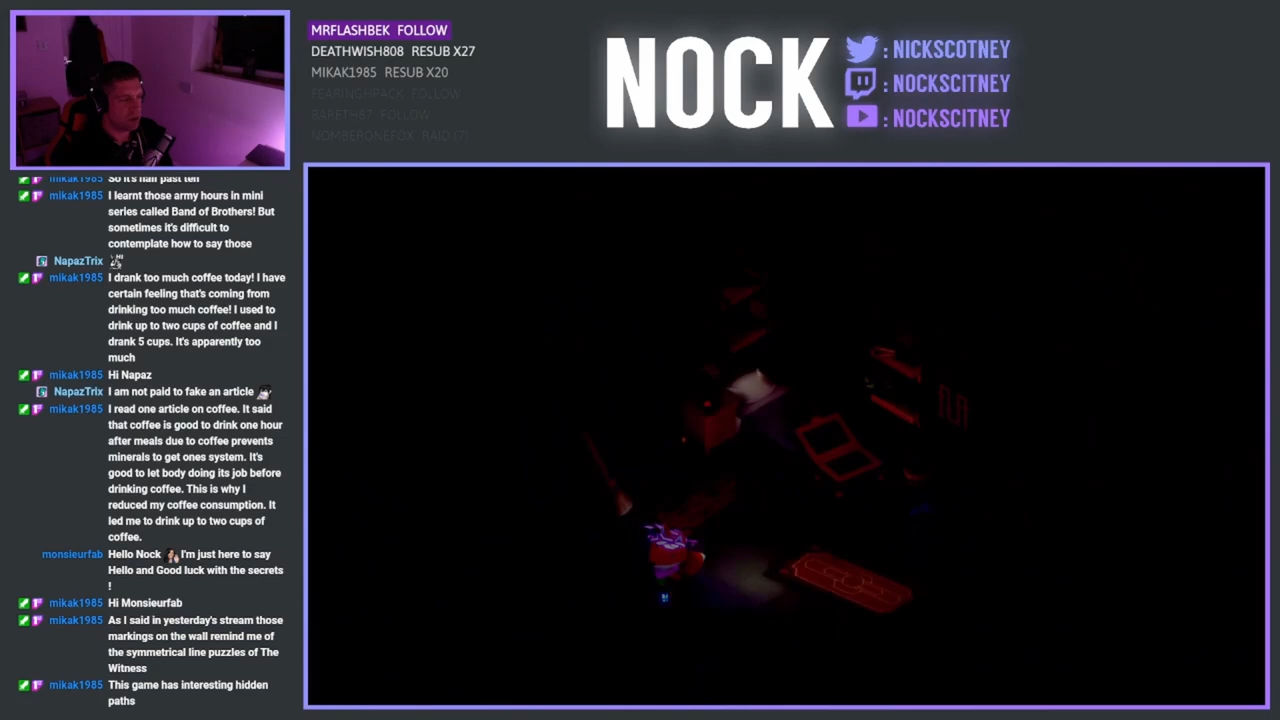 MRFLASHBEK FOLLOW
DEATHWISH808 RESUB X27
MIKAK1985 RESUB X20
FEARINGHPACK FOLLOW
BARETH87 FOLLOW
NOMBERONEFOX RAID (7)
NOCK
: NICKSCOTNEY
: NOCKSCITNEY
: NOCKSCITNEY
mikak1985 So it's half past ten
mikak1985 I learnt those army hours in mini
series called Band of Brothers! But
sometimes it's difficult to
contemplate how to say those
NapazTrix HI
mikak1985 I drank too much coffee today! I have
certain feeling that's coming from
drinking too much coffee! I used to
drink up to two cups of coffee and I
drank 5 cups. It's apparently too
much
mikak1985 Hi Napaz
NapazTrix I am not paid to fake an article
mikak1985 I read one article on coffee. It said
that coffee is good to drink one hour
after meals due to coffee prevents
minerals to get ones system. It's
good to let body doing its job before
drinking coffee. This is why I
reduced my coffee consumption. It
led me to drink up to two cups of
coffee.
monsieurfab Hello Nock I'm just here to say
Hello and Good luck with the secrets
!
mikak1985 Hi Monsieurfab
mikak1985 As I said in yesterday's stream those
markings on the wall remind me of
the symmetrical line puzzles of The
Witness
mikak1985 This game has interesting hidden
paths